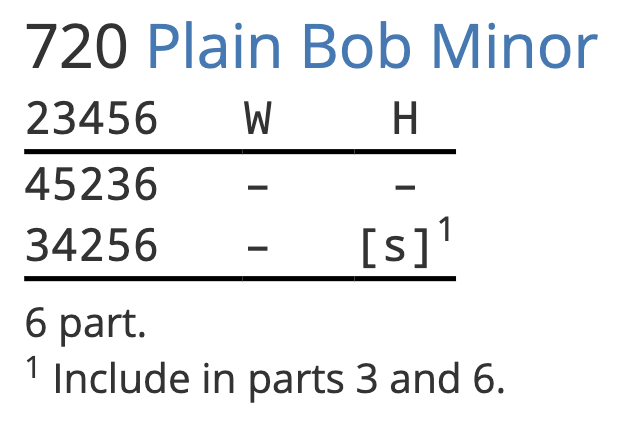 720 Plain Bob Minor
23456 W H
45236 – –
34256 – [s]¹
6 part.
¹ Include in parts 3 and 6.